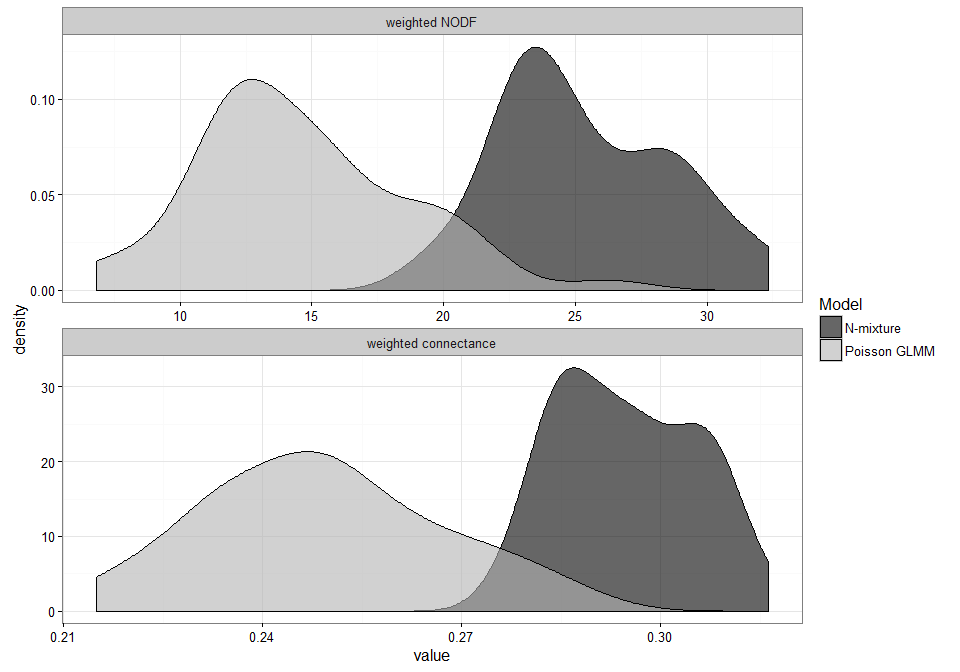 weighted NODF
0.10
0.05
0.00
10 15 20 25 30
density
weighted connectance
30
20
10
0
0.21 0.24 0.27 0.30
value
Model
N-mixture
Poisson GLMM